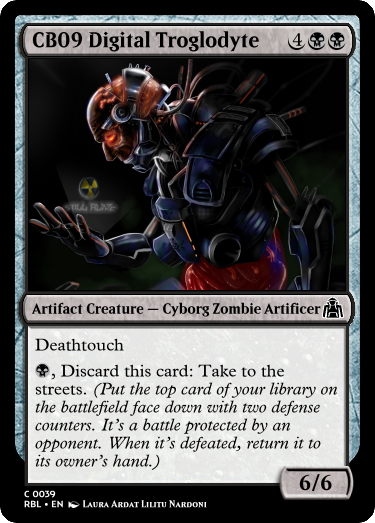 CB09 Digital Troglodyte 4
Artifact Creature — Cyborg Zombie Artificer
Deathtouch
, Discard this card: Take to the
streets. (Put the top card of your library on
the battlefield face down with two defense
counters. It's a battle protected by an
opponent. When it's defeated, return it to
its owner's hand.)
6/6
C 0039
RBL • EN Laura Ardat Lilitu Nardoni